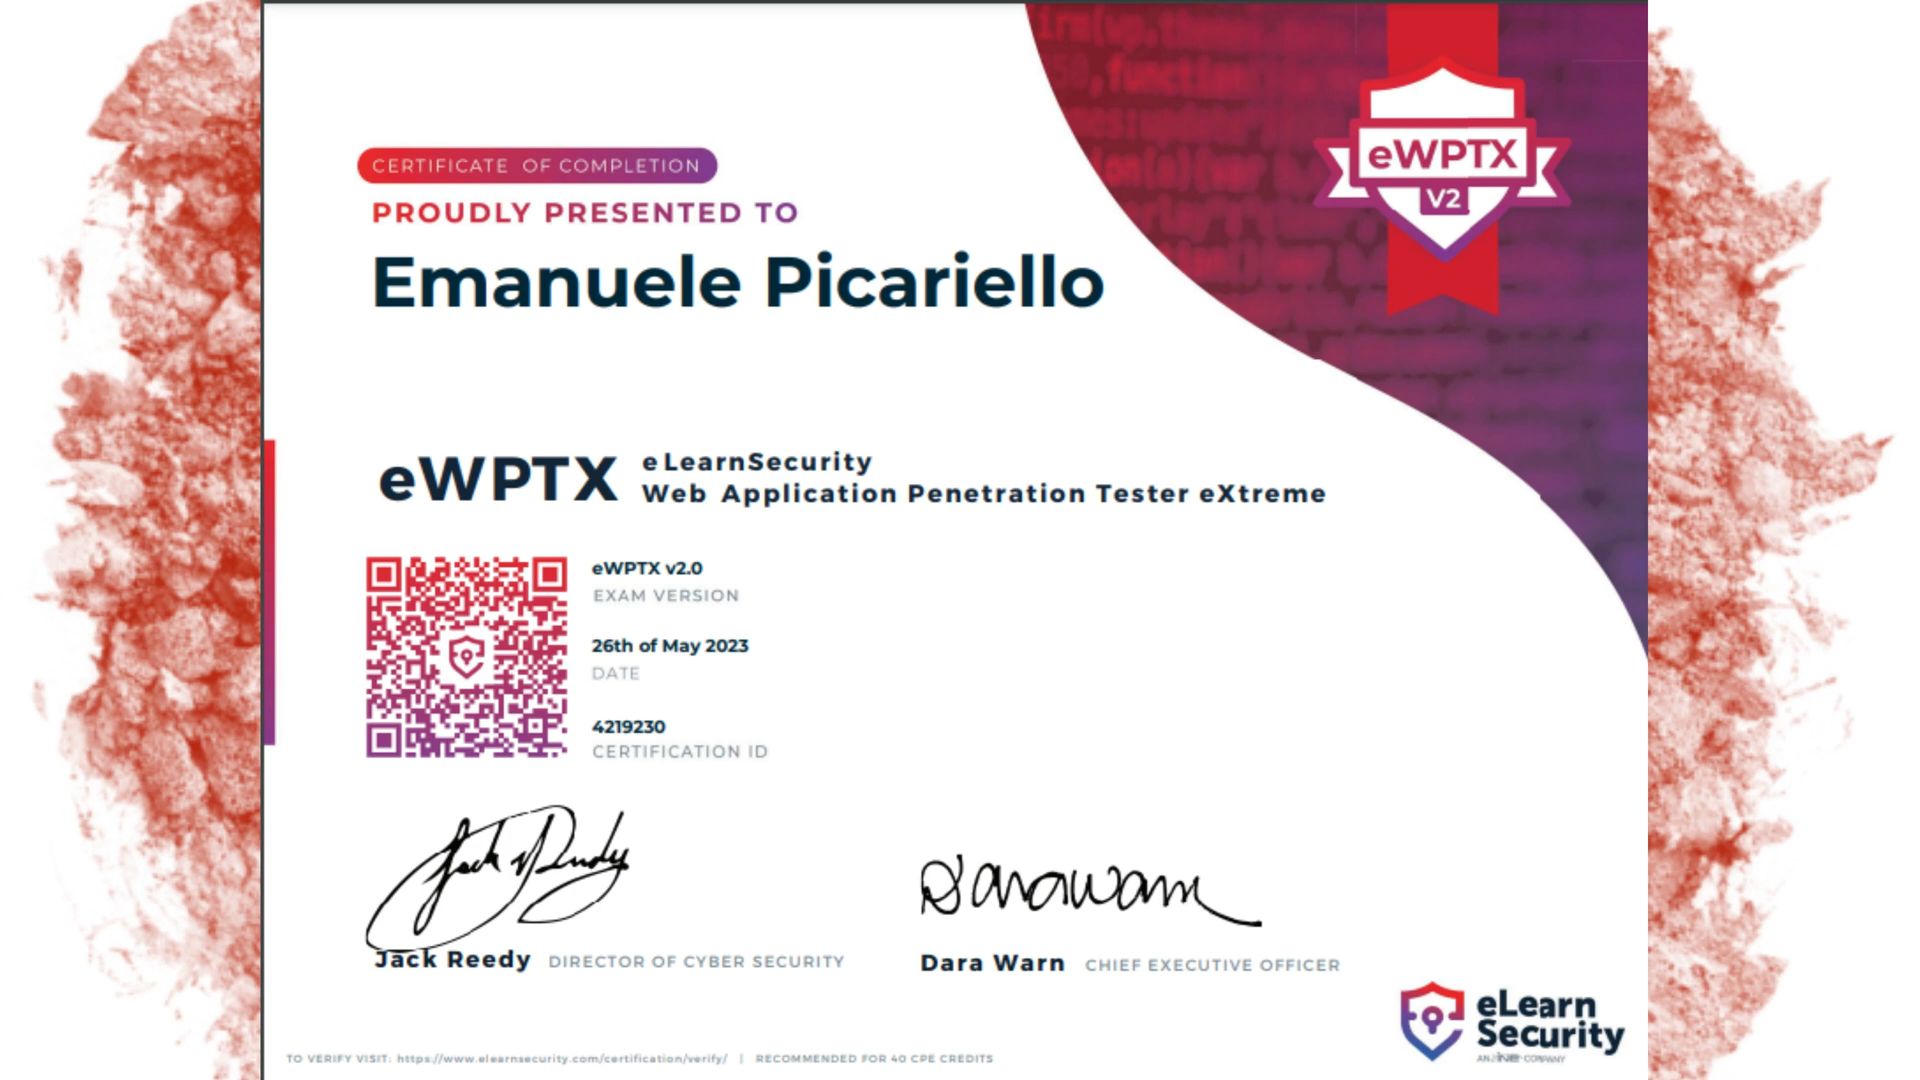 CERTIFICATE OF COMPLETION
PROUDLY PRESENTED TO
Emanuele Picariello
eWPTX
V2
eWPTX
eLearnSecurity
Web Application Penetration Tester eXtreme
eWPTX v2.0
EXAM VERSION
26th of May 2023
DATE
4219230
CERTIFICATION ID
Jack Reedy DIRECTOR OF CYBER SECURITY
Dara Warn CHIEF EXECUTIVE OFFICER
eLearn
Security
AN INE COMPANY
TO VERIFY VISIT: https://www.elearnsecurity.com/certification/verify/ | RECOMMENDED FOR 40 CPE CREDITS